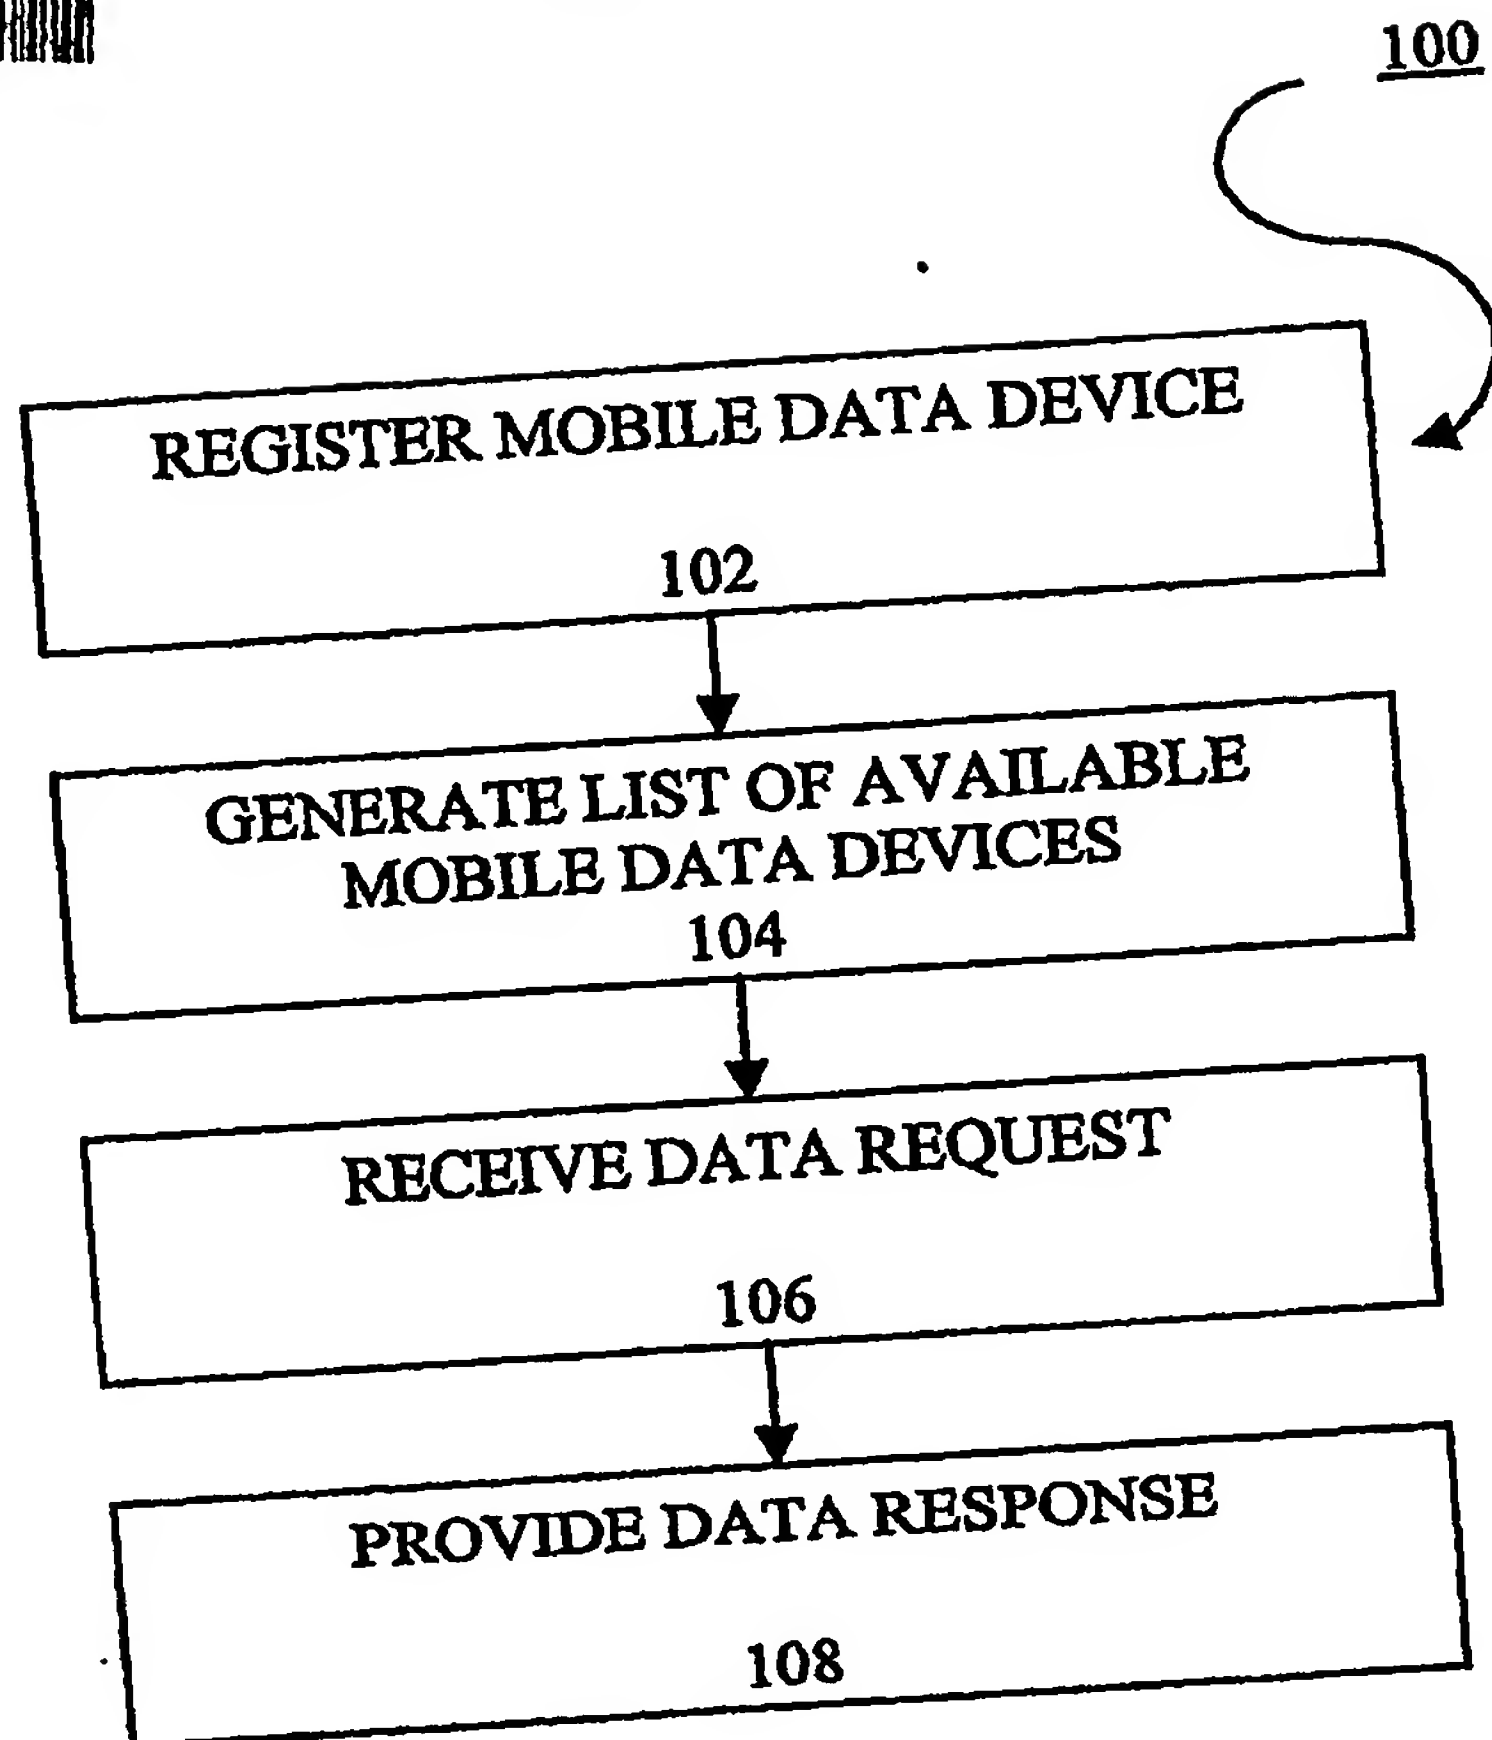 100
REGISTER MOBILE DATA DEVICE
102
GENERATE LIST OF AVAILABLE
MOBILE DATA DEVICES
104
RECEIVE DATA REQUEST
106
PROVIDE DATA RESPONSE
108